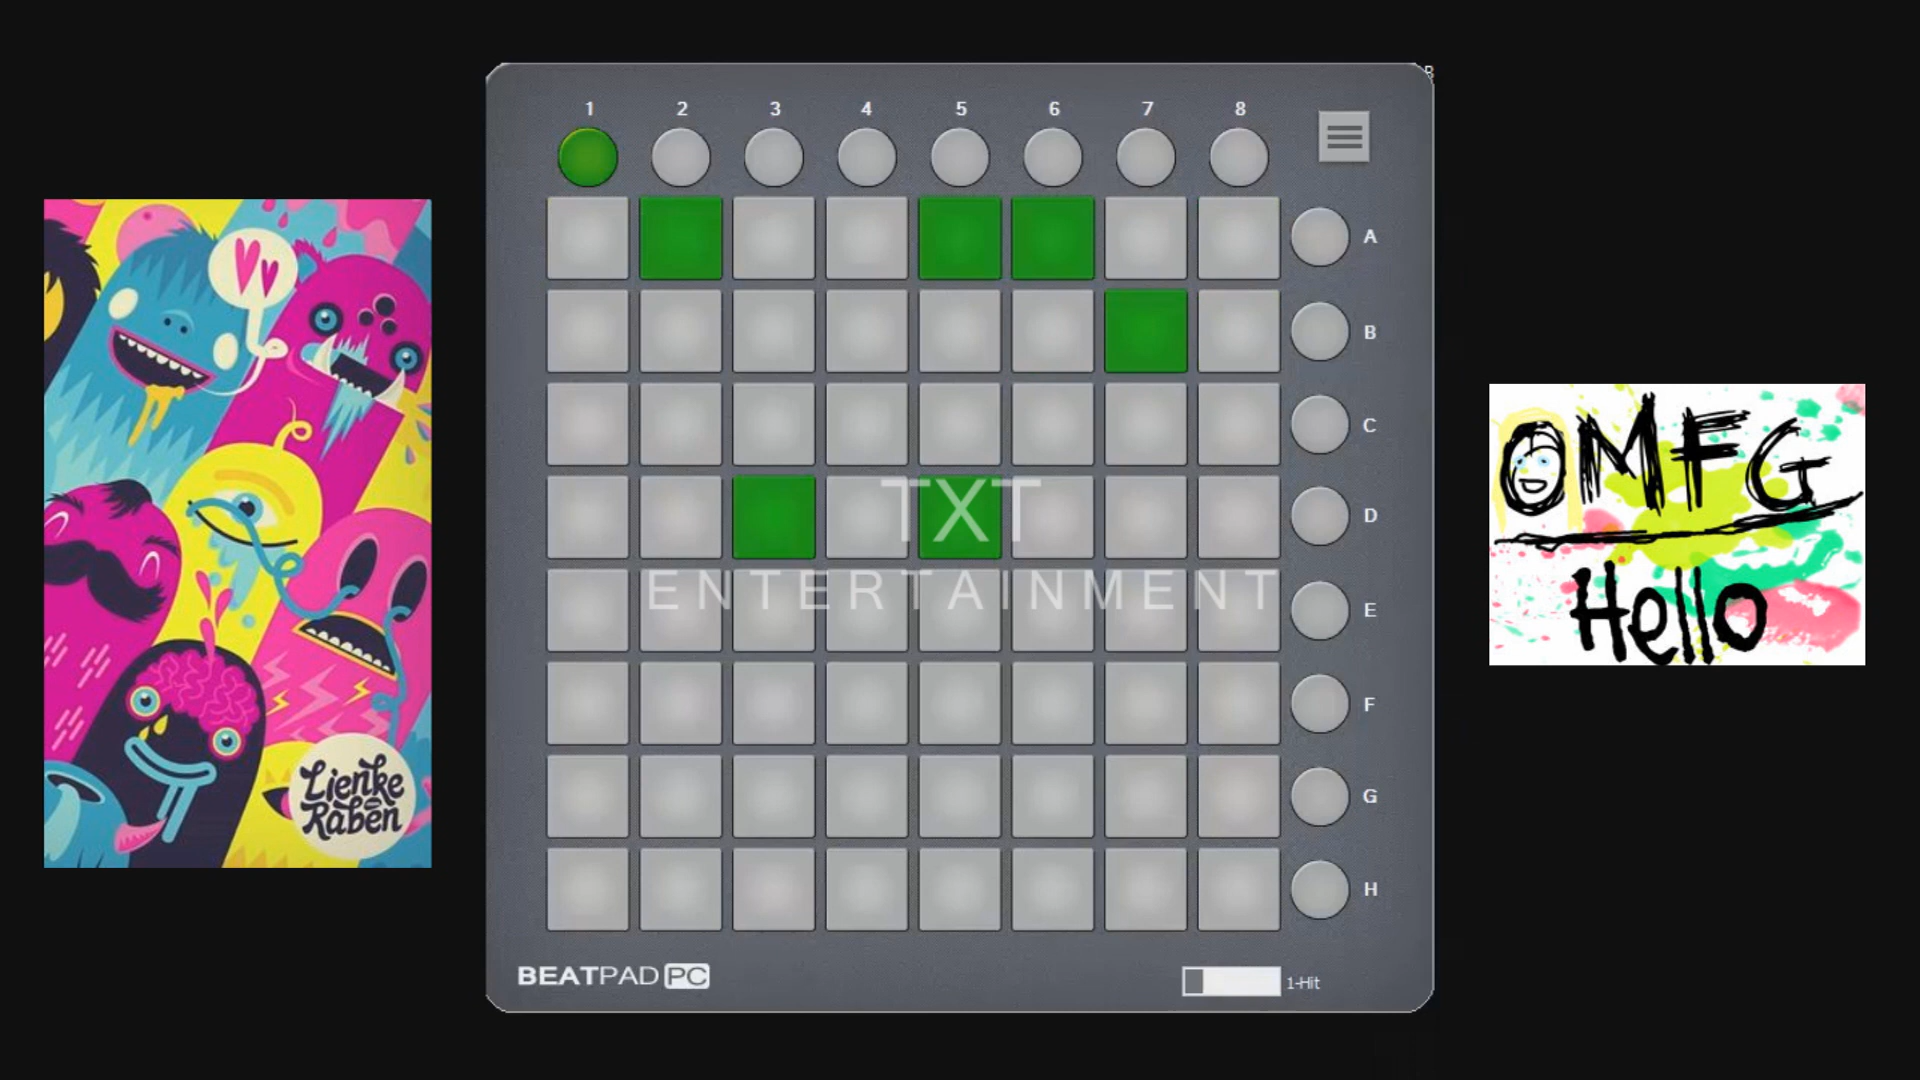 1 2 3 4 5 6 7 8
A
B
C
D
E
F
G
H
TXT
ENTERTAINMENT
BEATPAD PC
1-Hit
Lienke
Raben
OMFG
Hello